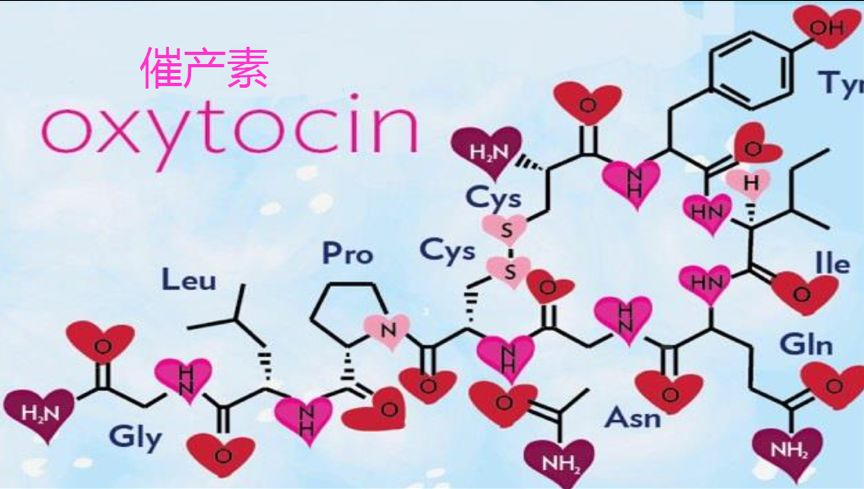 催产素
oxytocin
OH
Tyr
O
O
H₂N
N
H
H
Cys
HN
S
Pro
Cys
Ile
Leu
S
HN
O
O
H
N
N
Gln
O
H
N
O
N
H
O
O
O
O
H₂N
O
Asn
N
H
Gly
O
NH₂
NH₂